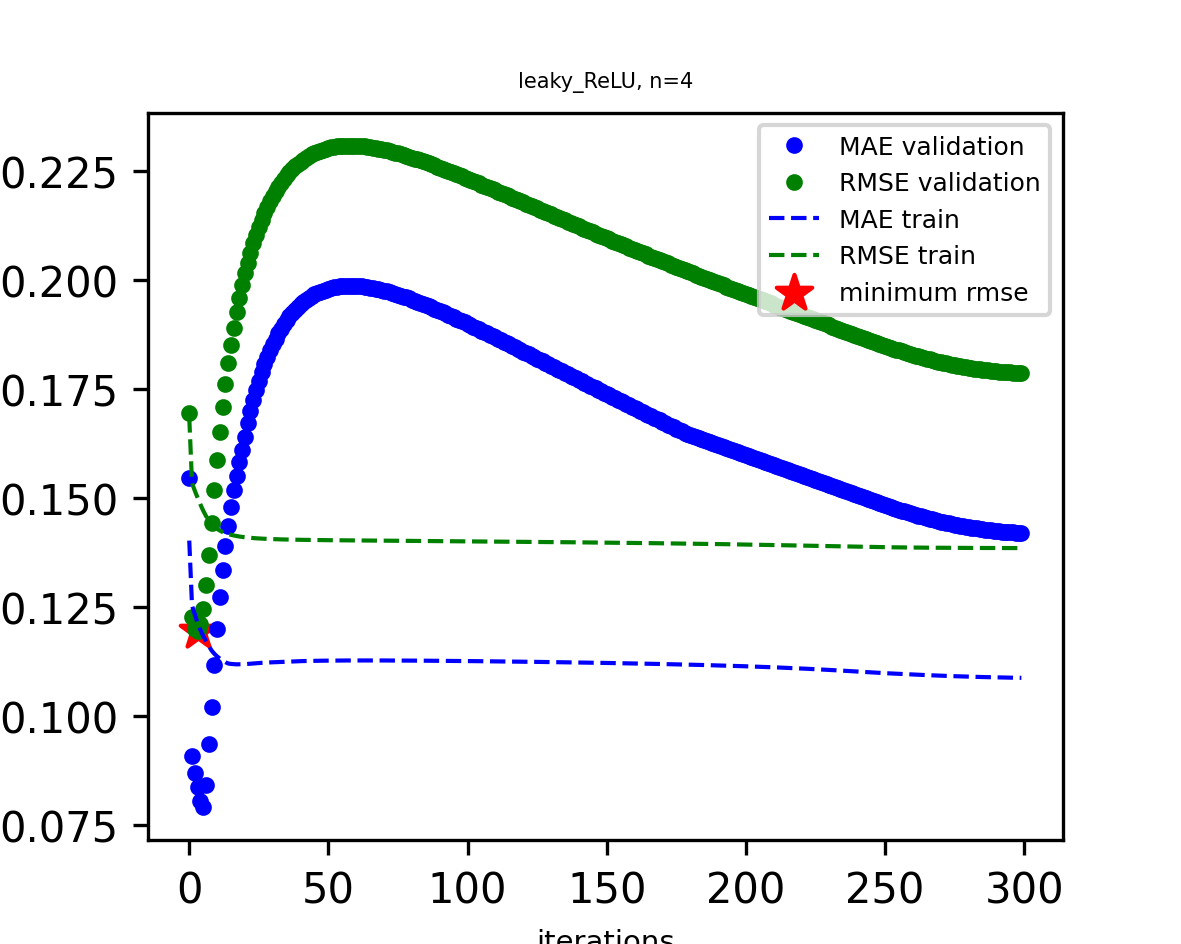 leaky_ReLU, n=4
0.225
0.200
0.175
0.150
0.125
0.100
0.075
MAE validation
RMSE validation
MAE train
RMSE train
minimum rmse
0 50 100 150 200 250 300
iterations